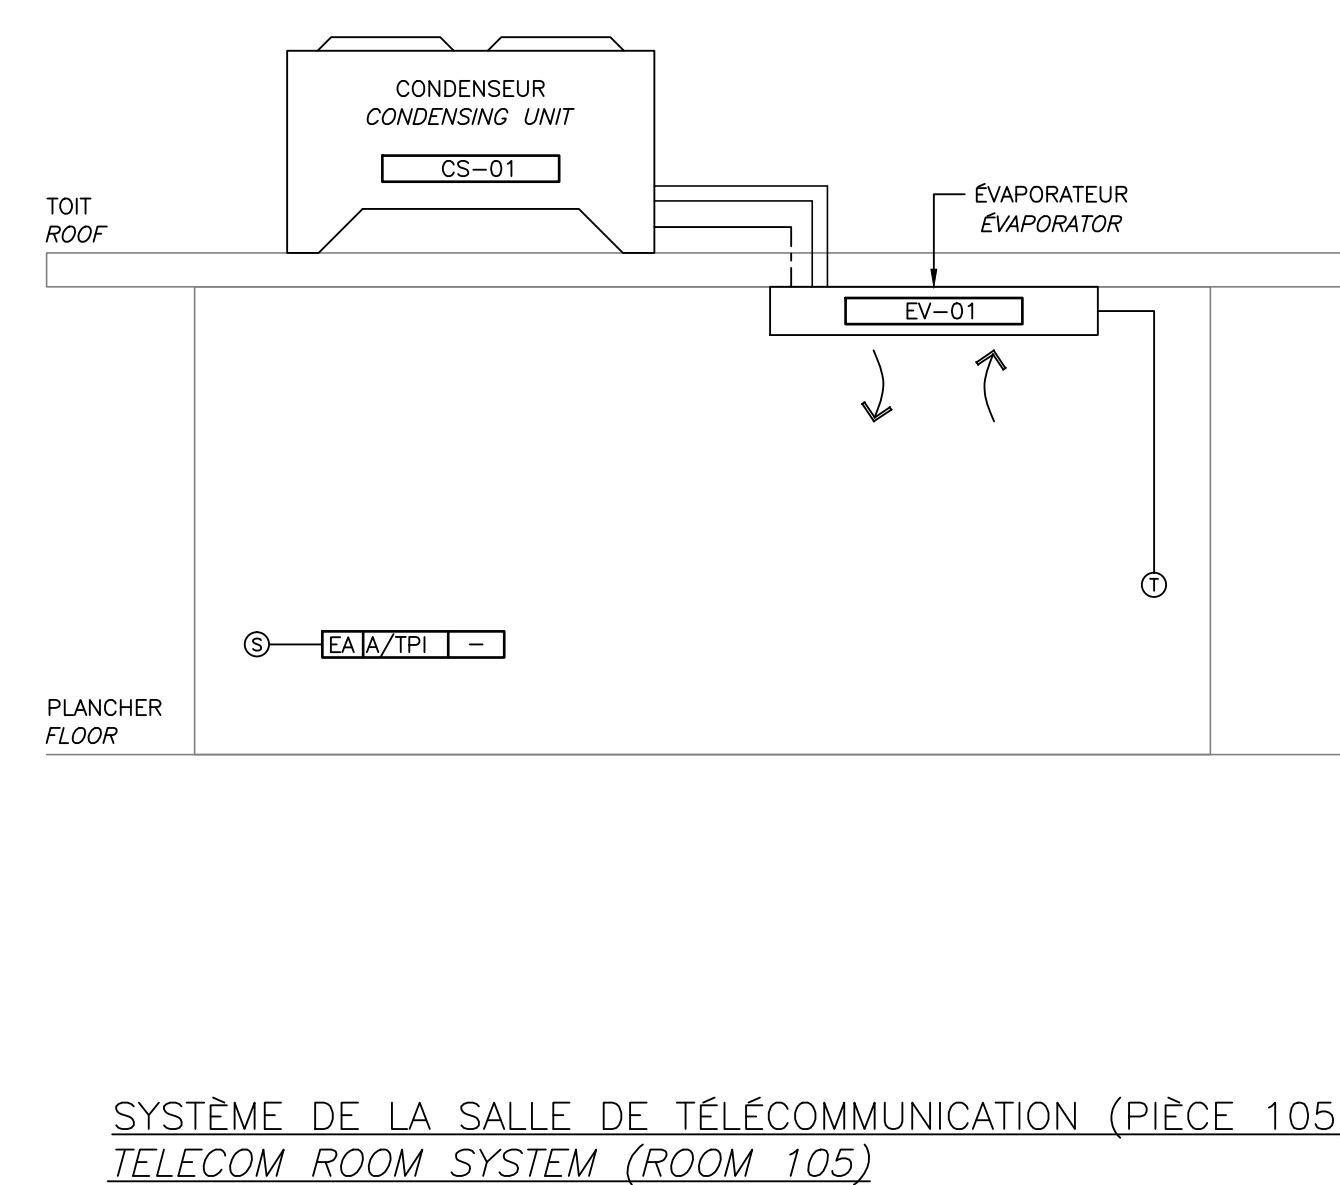 CONDENSEUR
CONDENSING UNIT
CS-01
TOIT
ROOF
ÉVAPORATEUR
ÉVAPORATOR
EV-01
T
S
EA A/TPI -
PLANCHER
FLOOR
SYSTÈME DE LA SALLE DE TÉLÉCOMMUNICATION (PIÈCE 105
TELECOM ROOM SYSTEM (ROOM 105)